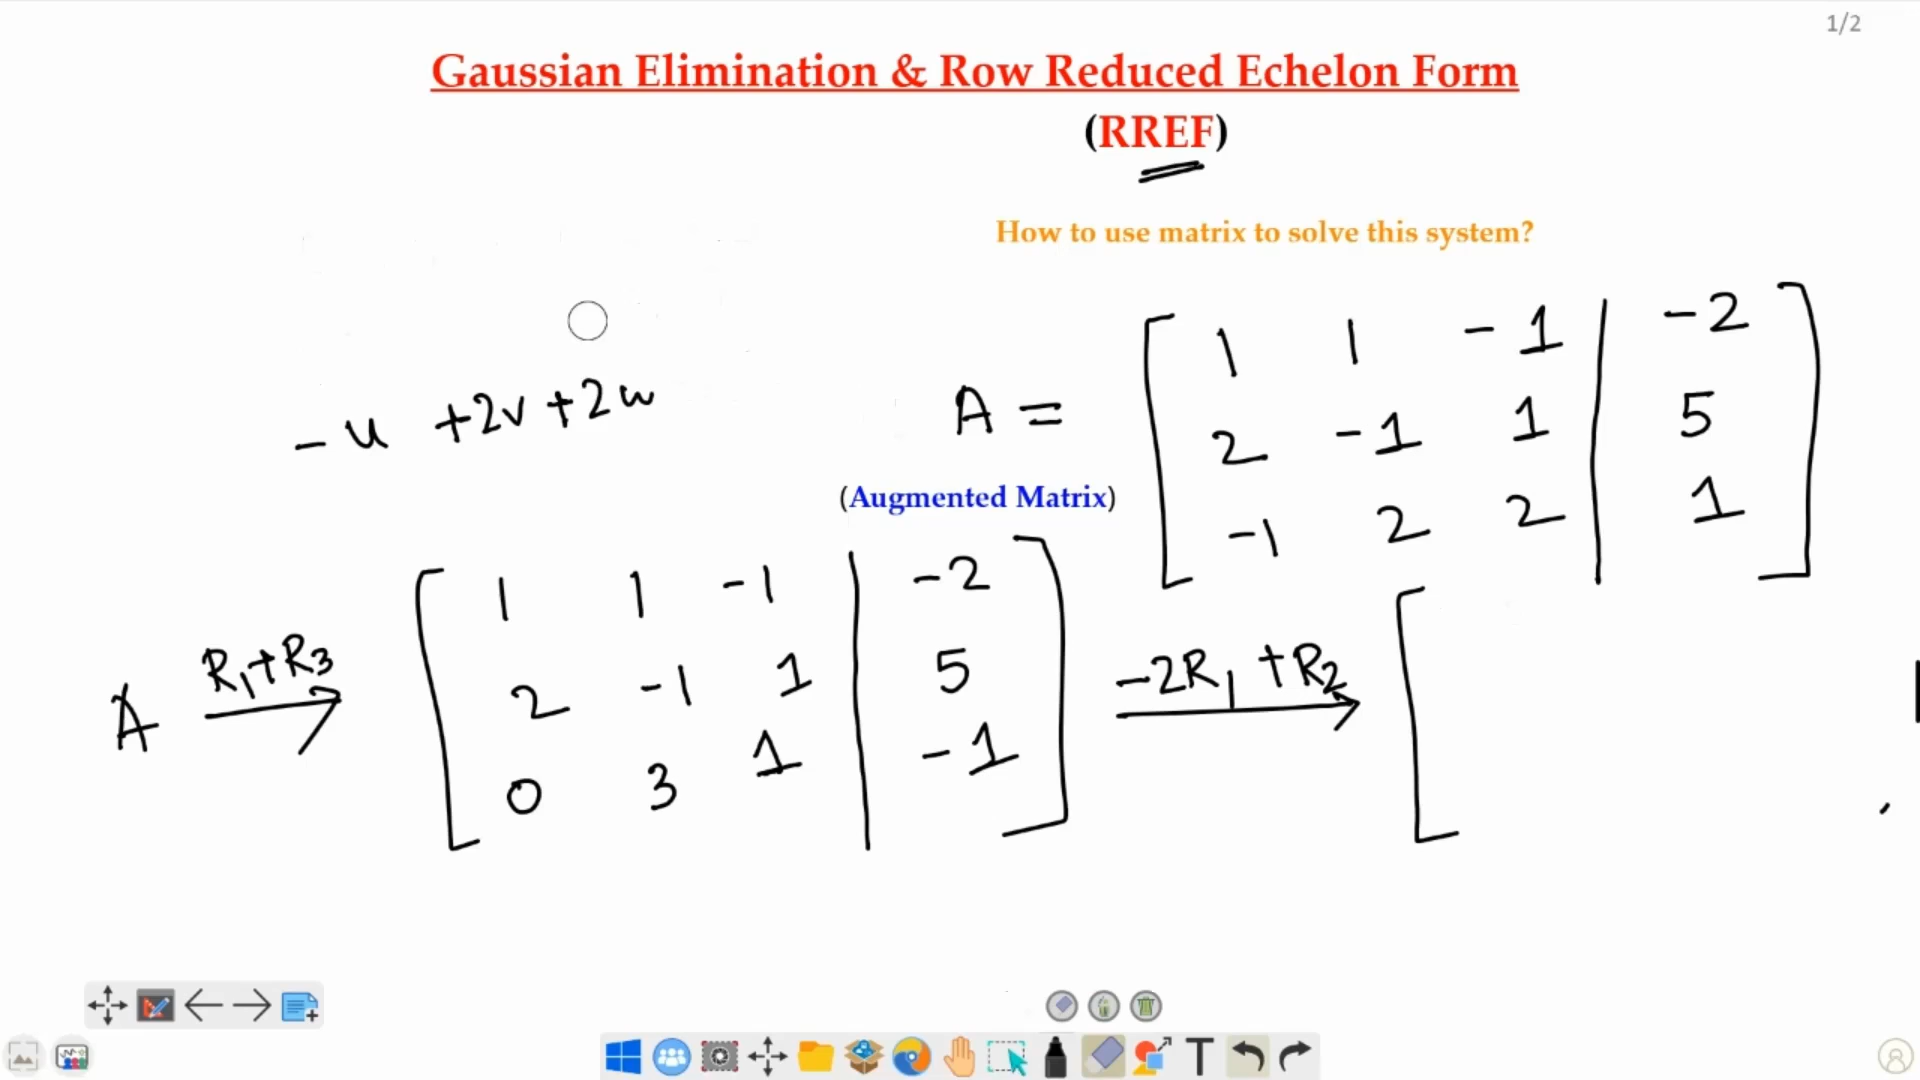 1/2
Gaussian Elimination & Row Reduced Echelon Form
(RREF)
How to use matrix to solve this system?
-u +2v +2w
A = [ 1 1 -1 | -2 ]
2 -1 1 | 5
-1 2 2 | 1
(Augmented Matrix)
A R₁+R₃ → [ 1 1 -1 | -2 ] -2R₁ +R₂ → [
2 -1 1 | 5
0 3 1 | -1
T